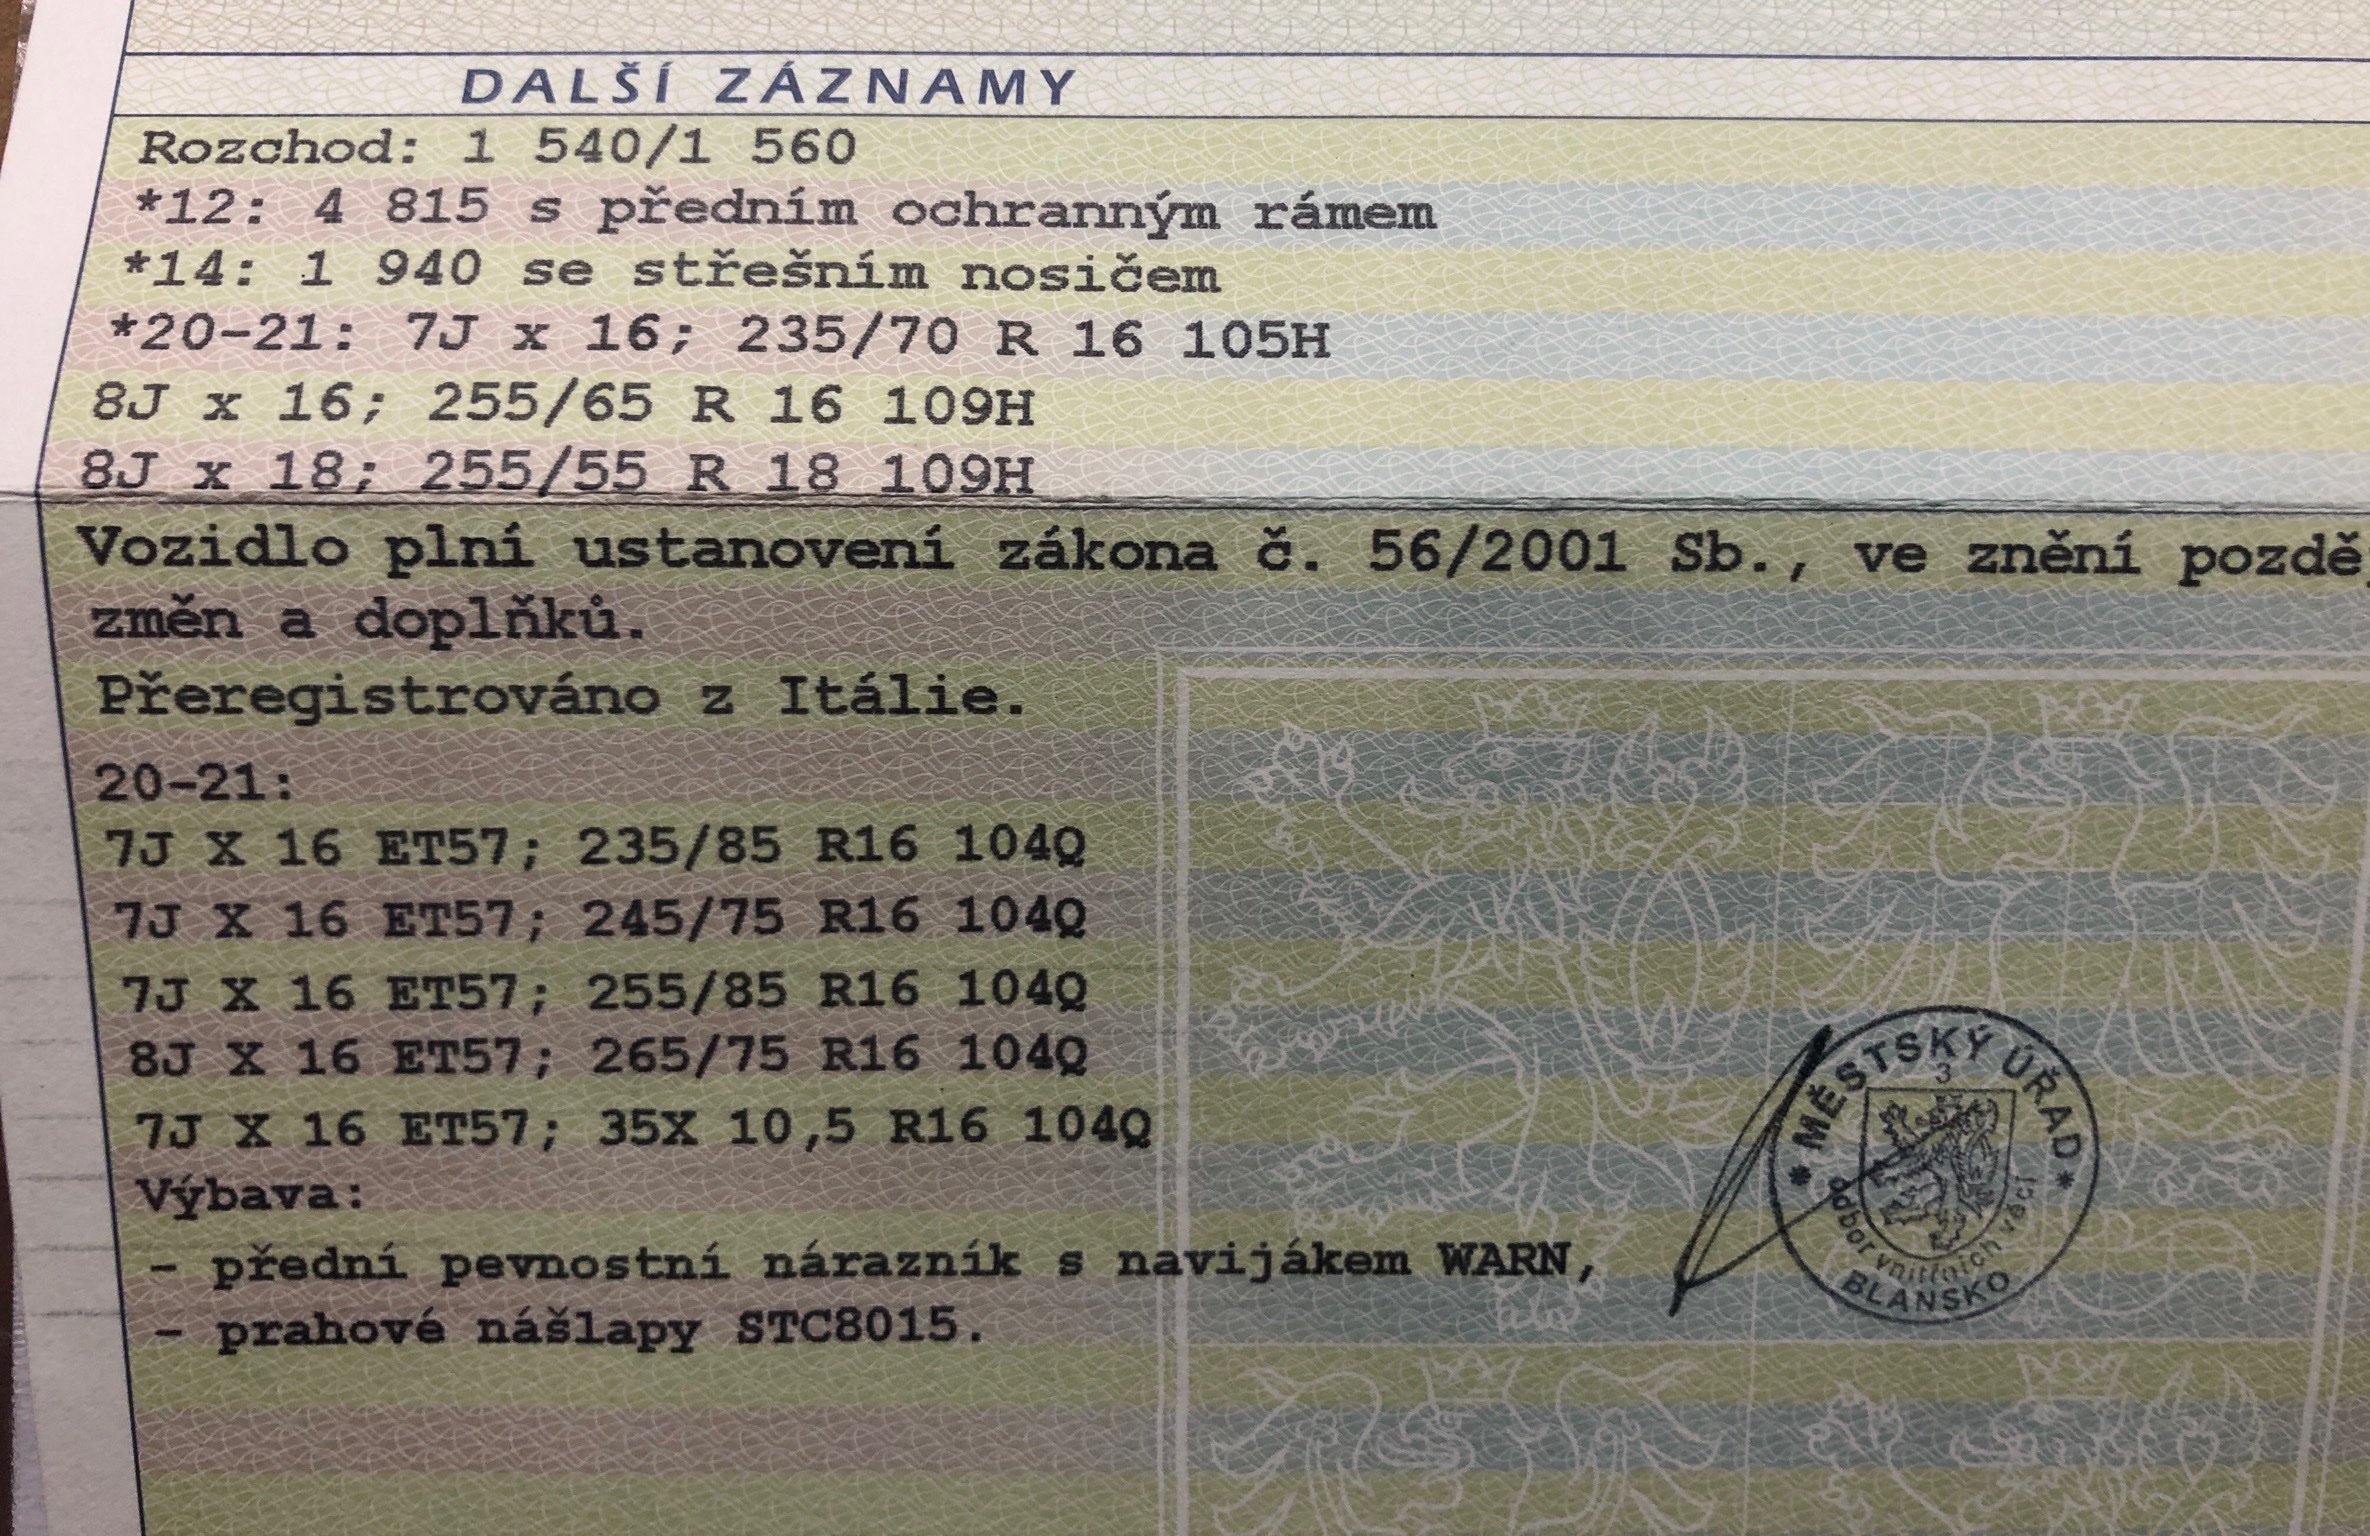 DALŠÍ ZÁZNAMY
Rozchod: 1 540/1 560
*12: 4 815 s předním ochranným rámem
*14: 1 940 se střešním nosičem
*20-21: 7J x 16; 235/70 R 16 105H
8J x 16; 255/65 R 16 109H
8J x 18; 255/55 R 18 109H
Vozidlo plní ustanovení zákona č. 56/2001 Sb., ve znění pozdě
změn a doplňků.
Přeregistrováno z Itálie.
20-21:
7J X 16 ET57; 235/85 R16 104Q
7J X 16 ET57; 245/75 R16 104Q
7J X 16 ET57; 255/85 R16 104Q
8J X 16 ET57; 265/75 R16 104Q
7J X 16 ET57; 35X 10,5 R16 104Q
Výbava:
- přední pevnostní nárazník s navijákem WARN,
- prahové nášlapy STC8015.
* MĚSTSKÝ ÚŘAD *
3
odbor vnitřních věcí
BLANSKO